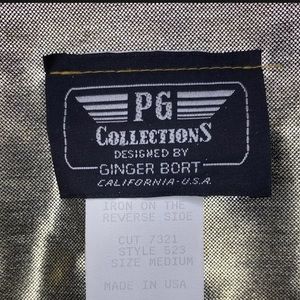 PG
COLLECTIONS
DESIGNED BY
GINGER BORT
CALIFORNIA-U.S.A.
IRON ON THE
REVERSE SIDE
CUT 7321
STYLE 523
SIZE MEDIUM
MADE IN USA